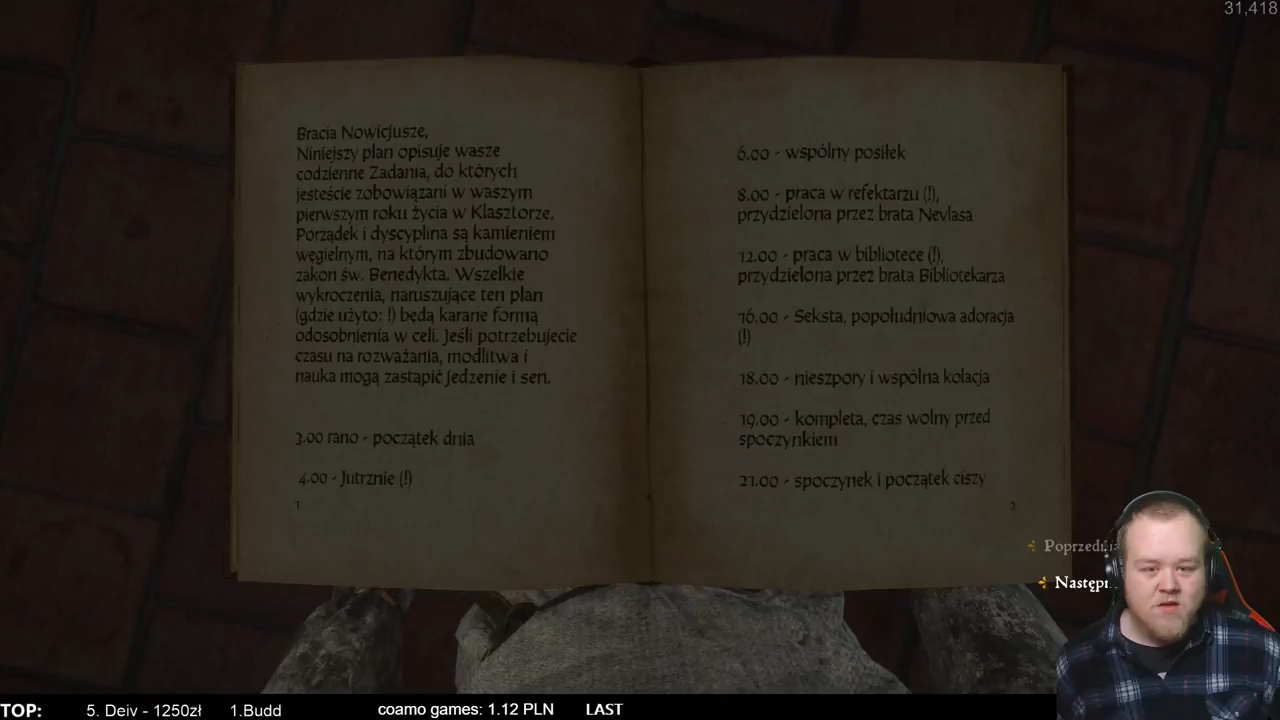 31,418
Bracia Nowicjusze,
Niniejszy plan opisuje wasze
codzienne Zadania, do których
jesteście zobowiązani w waszym
pierwszym roku życia w Klasztorze.
Porządek i dyscyplina są kamieniem
węgielnym, na którym zbudowano
zakon św. Benedykta. Wszelkie
wykroczenia, naruszające ten plan
(gdzie użyto: !) będą karane formą
odosobnienia w celi. Jeśli potrzebujecie
czasu na rozważania, modlitwa i
nauka mogą zastąpić jedzenie i sen.
3.00 rano - początek dnia
4.00 - Jutrznie (!)
1
6.00 - wspólny posiłek
8.00 - praca w refektarzu (!),
przydzielona przez brata Nevlasa
12.00 - praca w bibliotece (!),
przydzielona przez brata Bibliotekarza
16.00 - Seksta, popołudniowa adoracja
(!)
18.00 - nieszpory i wspólna kolacja
19.00 - kompleta, czas wolny przed
spoczynkiem
21.00 - spoczynek i początek ciszy
2
Następ
TOP: 5. Deiv - 1250zł 1.Budd coamo games: 1.12 PLN LAST